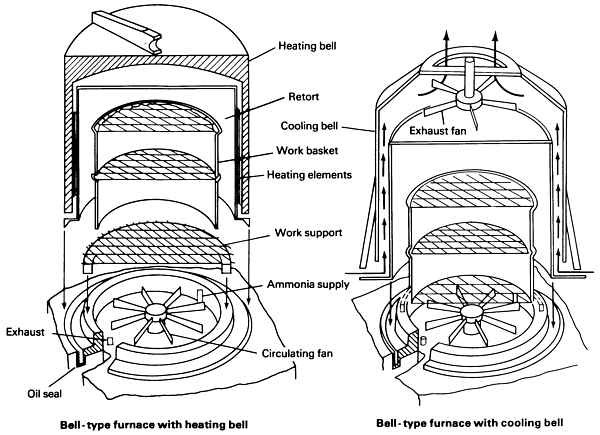 Heating bell
Retort
Cooling bell
Exhaust fan
Work basket
Heating elements
Work support
Ammonia supply
Exhaust
Circulating fan
Oil seal
Bell-type furnace with heating bell
Bell-type furnace with cooling bell